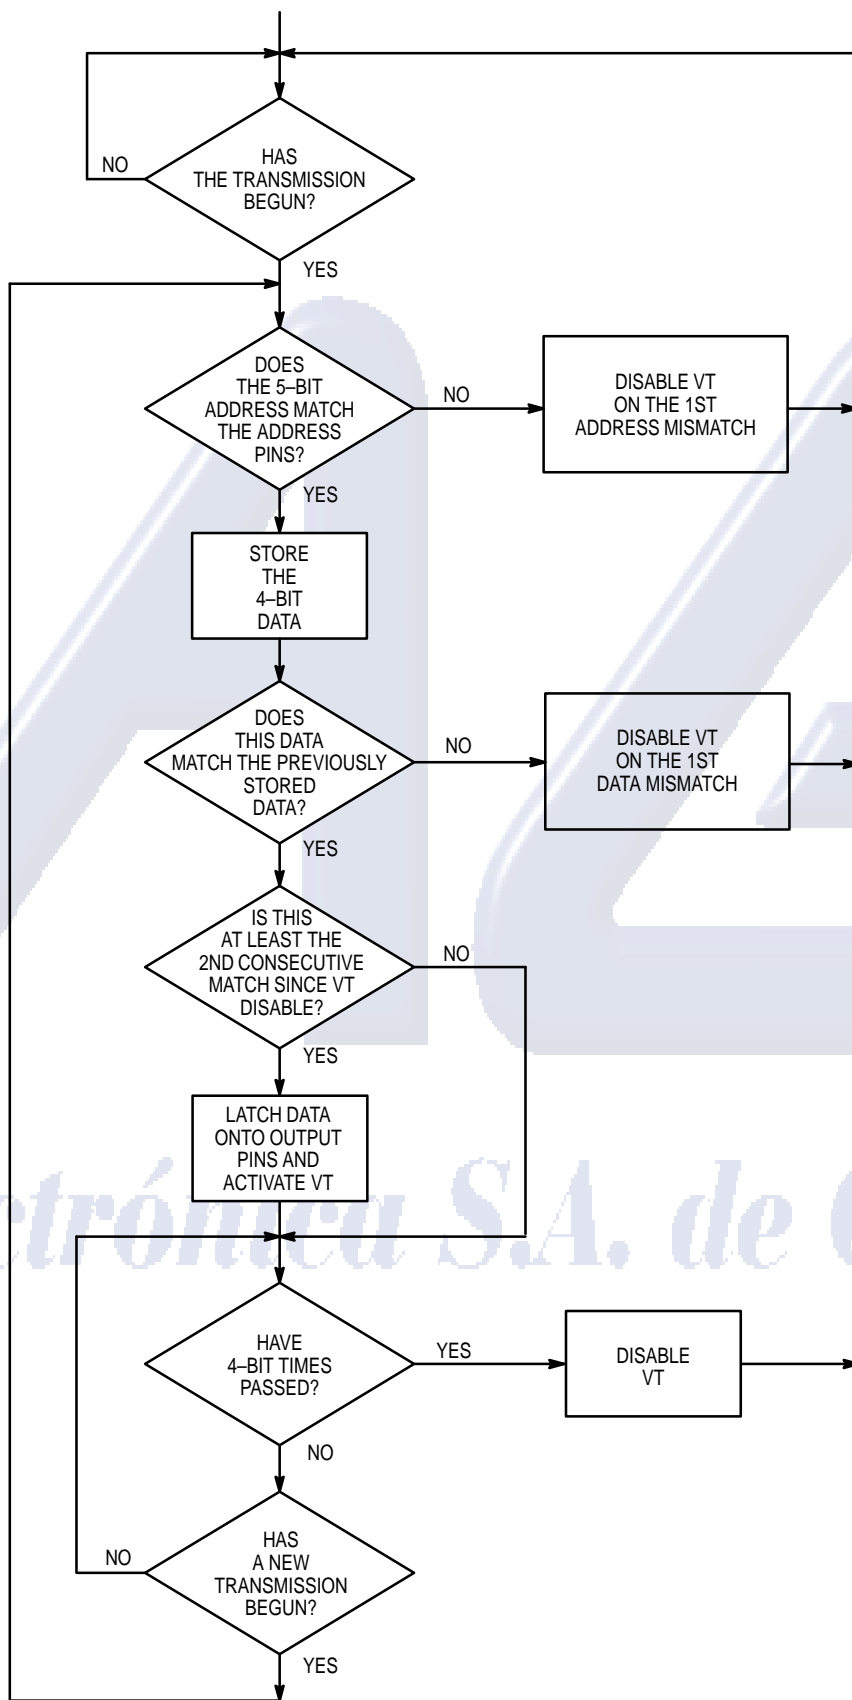 HAS
THE TRANSMISSION
BEGUN?
NO
YES
DOES
THE 5–BIT
ADDRESS MATCH
THE ADDRESS
PINS?
NO
DISABLE VT
ON THE 1ST
ADDRESS MISMATCH
YES
STORE
THE
4–BIT
DATA
DOES
THIS DATA
MATCH THE PREVIOUSLY
STORED
DATA?
NO
DISABLE VT
ON THE 1ST
DATA MISMATCH
YES
IS THIS
AT LEAST THE
2ND CONSECUTIVE
MATCH SINCE VT
DISABLE?
NO
YES
LATCH DATA
ONTO OUTPUT
PINS AND
ACTIVATE VT
ctrónica S.A. de
HAVE
4–BIT TIMES
PASSED?
YES
DISABLE
VT
NO
HAS
A NEW
TRANSMISSION
BEGUN?
NO
YES